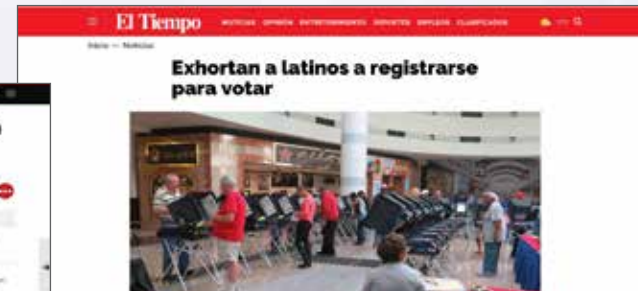 El Tiempo
NOTICIAS OPINIÓN ENTRETENIMIENTO DEPORTES EMPLEOS CLASIFICADOS
Inicio — Noticias
Exhortan a latinos a registrarse
para votar